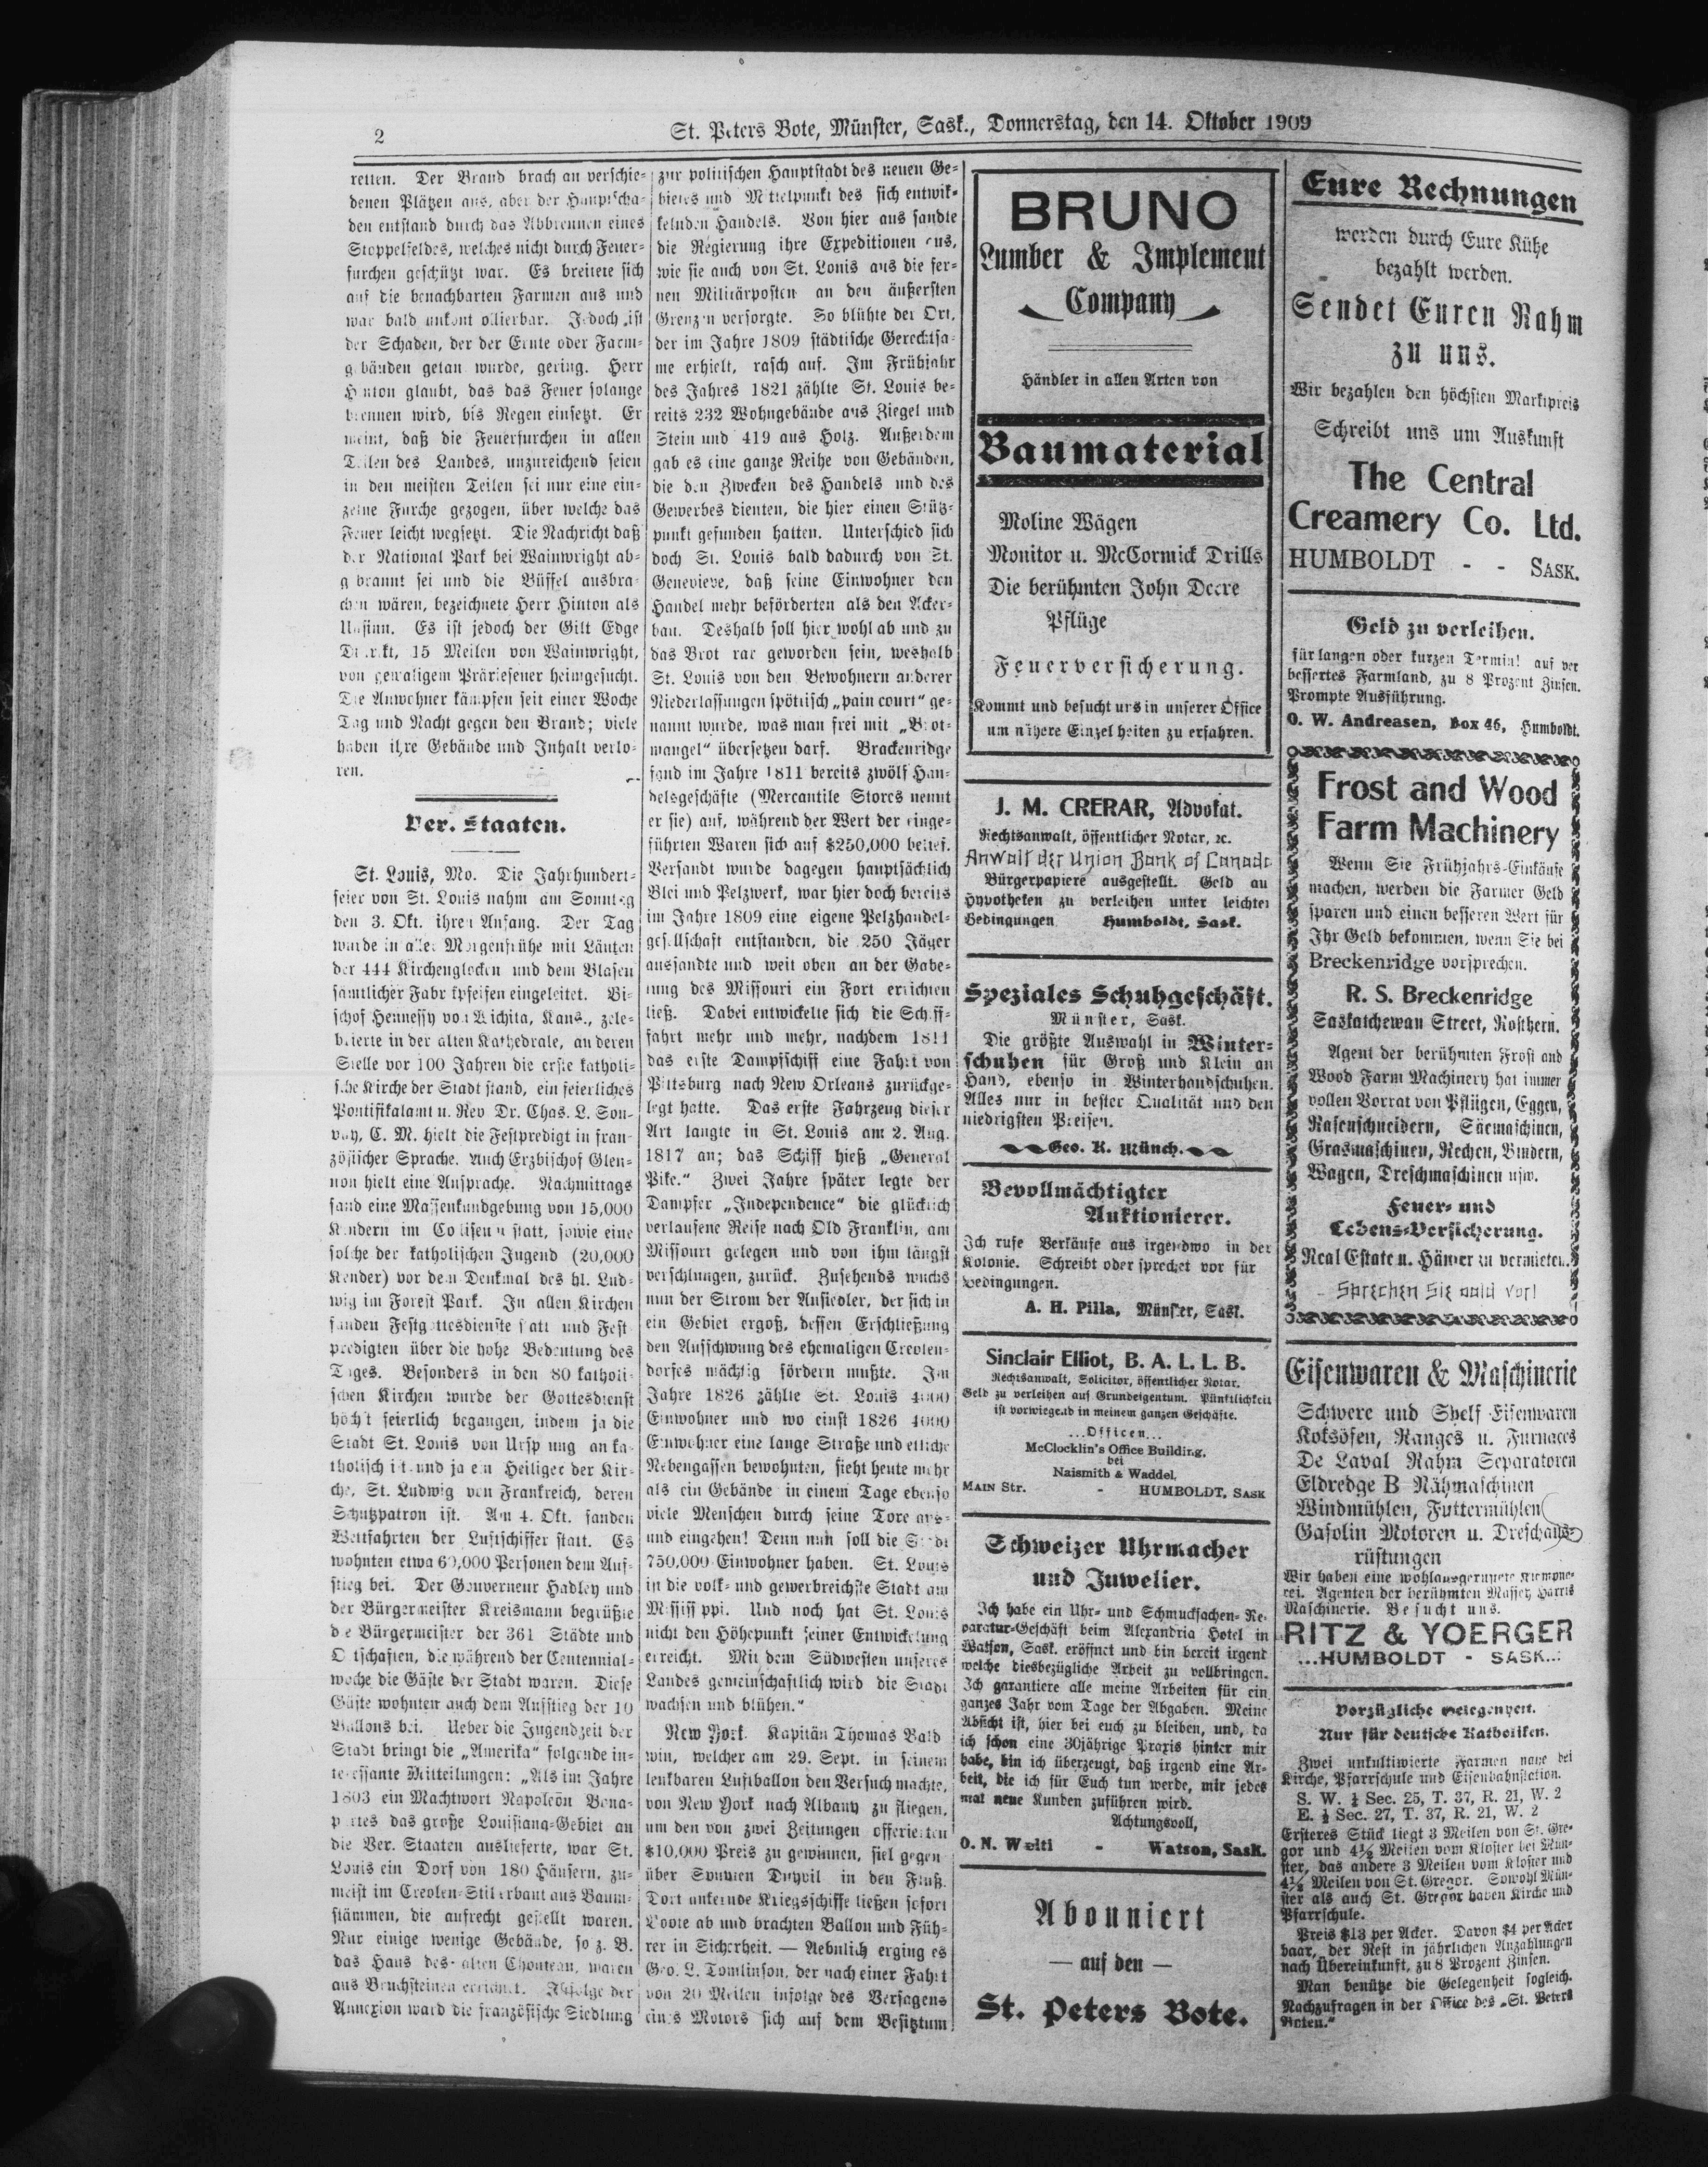 2
St. Peters Bote, Münster, Sask., Donnerstag, den 14. Oktober 1909
retten. Der Brand brach an verschie-
denen Plätzen aus, aber der Hauptscha-
den entstand durch das Abbrennen eines
Stoppelfeldes, welches nicht durch Feuer-
furchen geschützt war. Es breitete sich
auf die benachbarten Farmen aus und
war bald unkontrollierbar. Jedoch ist
der Schaden, der der Ernte oder Farm-
gebäuden getan wurde, gering. Herr
Hinton glaubt, das das Feuer solange
brennen wird, bis Regen einsetzt. Er
meint, daß die Feuerfurchen in allen
Teilen des Landes, unzureichend seien
in den meisten Teilen sei nur eine ein-
zelne Furche gezogen, über welche das
Feuer leicht wegsetzt. Die Nachricht daß
der National Park bei Wainwright ab-
gebrannt sei und die Büffel ausbra-
chen wären, bezeichnete Herr Hinton als
Unsinn. Es ist jedoch der Gilt Edge
Distrikt, 15 Meilen von Wainwright,
von gewaltigem Präriefeuer heimgesucht.
Die Anwohner kämpfen seit einer Woche
Tag und Nacht gegen den Brand; viele
haben ihre Gebäude und Inhalt verlo-
ren.
Ver. Staaten.
St. Louis, Mo. Die Jahrhundert-
feier von St. Louis nahm am Sonntag
den 3. Okt. ihren Anfang. Der Tag
wurde in aller Morgenfrühe mit Läuten
der 444 Kirchenglocken und dem Blasen
sämtlicher Fabrikpfeifen eingeleitet. Bi-
schof Hennessy von Wichita, Kans., zele-
brierte in der alten Kathedrale, an deren
Stelle vor 100 Jahren die erste katholi-
sche Kirche der Stadt stand, ein feierliches
Pontifikalamt u. Rev Dr. Chas. L. Sou-
vay, C. M. hielt die Festpredigt in fran-
zösischer Sprache. Auch Erzbischof Glen-
non hielt eine Ansprache. Nachmittags
fand eine Massenkundgebung von 15,000
Kindern im Coliseum statt, sowie eine
solche der katholischen Jugend (20,000
Kinder) vor dem Denkmal des hl. Lud-
wig im Forest Park. In allen Kirchen
fanden Festgottesdienste statt und Fest
predigten über die hohe Bedeutung des
Tages. Besonders in den 80 katholi-
schen Kirchen wurde der Gottesdienst
höchst feierlich begangen, indem ja die
Stadt St. Louis von Ursprung an ka-
tholisch ist und ja ein Heiliger der Kir-
che, St. Ludwig von Frankreich, deren
Schutzpatron ist. Am 4. Okt. fanden
Wettfahrten der Luftschiffer statt. Es
wohnten etwa 60,000 Personen dem Auf-
stieg bei. Der Gouverneur Hadley und
der Bürgermeister Kreismann begrüßte
die Bürgermeister der 361 Städte und
Ortschaften, die während der Centennial-
woche die Gäste der Stadt waren. Diese
Gäste wohnten auch dem Aufstieg der 10
Ballons bei. Ueber die Jugendzeit der
Stadt bringt die „Amerika“ folgende in-
teressante Mitteilungen: „Als im Jahre
1803 ein Machtwort Napoleon Bona-
partes das große Louisiana-Gebiet an
die Ver. Staaten auslieferte, war St.
Louis ein Dorf von 180 Häusern, zu-
meist im Creolen-Stil erbaut aus Baum-
stämmen, die aufrecht gestellt waren.
Nur einige wenige Gebäude, so z. B.
das Haus des alten Chouteau, waren
aus Bruchsteinen errichtet. Infolge der
Annexion ward die französische Siedlung
zur politischen Hauptstadt des neuen Ge-
bietes und Mittelpunkt des sich entwik-
kelnden Handels. Von hier aus sandte
die Regierung ihre Expeditionen aus,
wie sie auch von St. Louis aus die fer-
nen Militärposten an den äußersten
Grenzen versorgte. So blühte der Ort,
der im Jahre 1809 städtische Gerechtsa-
me erhielt, rasch auf. Im Frühjahr
des Jahres 1821 zählte St. Louis be-
reits 232 Wohngebäude aus Ziegel und
Stein und 419 aus Holz. Außerdem
gab es eine ganze Reihe von Gebäuden,
die den Zwecken des Handels und des
Gewerbes dienten, die hier einen Stütz-
punkt gefunden hatten. Unterschied sich
doch St. Louis bald dadurch von St.
Genevieve, daß seine Einwohner den
Handel mehr beförderten als den Acker-
bau. Deshalb soll hier wohl ab und zu
das Brot rar geworden sein, weshalb
St. Louis von den Bewohnern anderer
Niederlassungen spöttisch „pain court“ ge-
nannt wurde, was man frei mit „Brot-
mangel“ übersetzen darf. Brackenridge
fand im Jahre 1811 bereits zwölf Han-
delsgeschäfte (Mercantile Stores nennt
er sie) auf, während der Wert der einge-
führten Waren sich auf $250,000 belief.
Versandt wurde dagegen hauptsächlich
Blei und Pelzwerk, war hier doch bereits
im Jahre 1809 eine eigene Pelzhandel-
gesellschaft entstanden, die 250 Jäger
aussandte und weit oben an der Gabe-
lung des Missouri ein Fort errichten
ließ. Dabei entwickelte sich die Schiff-
fahrt mehr und mehr, nachdem 1811
das erste Dampfschiff eine Fahrt von
Pittsburg nach New Orleans zurückge-
legt hatte. Das erste Fahrzeug dieser
Art langte in St. Louis am 2. Aug.
1817 an; das Schiff hieß „General
Pike.“ Zwei Jahre später legte der
Dampfer „Independence“ die glücklich
verlaufene Reise nach Old Franklin, am
Missouri gelegen und von ihm längst
verschlungen, zurück. Zusehends wuchs
nun der Strom der Ansiedler, der sich in
ein Gebiet ergoß, dessen Erschließung
den Aufschwung des ehemaligen Creolen-
dorfes mächtig fördern mußte. Im
Jahre 1826 zählte St. Louis 4000
Einwohner und wo einst 1826 4000
Einwohner eine lange Straße und etliche
Nebengassen bewohnten, sieht heute mehr
als ein Gebäude in einem Tage ebenso
viele Menschen durch seine Tore aus-
und eingehen! Denn nun soll die Stadt
750,000 Einwohner haben. St. Louis
ist die volk- und gewerbreichste Stadt am
Mississippi. Und noch hat St. Louis
nicht den Höhepunkt seiner Entwickelung
erreicht. Mit dem Südwesten unseres
Landes gemeinschaftlich wird die Stadt
wachsen und blühen.“
New York. Kapitän Thomas Bald
win, welcher am 29. Sept. in seinem
lenkbaren Luftballon den Versuch machte,
von New York nach Albany zu fliegen,
um den von zwei Zeitungen offerierten
$10,000 Preis zu gewinnen, fiel gegen
über Spuyten Duyvil in den Fluß.
Dort ankernde Kriegsschiffe ließen sofort
Boote ab und brachten Ballon und Füh-
rer in Sicherheit. — Aehnlich erging es
Geo. L. Tomlinson, der nach einer Fahrt
von 20 Meilen infolge des Versagens
eines Motors sich auf dem Besitztum
BRUNO
Lumber & Implement
Company
Händler in allen Arten von
Baumaterial
Moline Wägen
Monitor u. McCormick Drills
Die berühmten John Deere
Pflüge
Feuerversicherung.
Kommt und besucht uns in unserer Office
um nähere Einzelheiten zu erfahren.
J. M. CRERAR, Advokat.
Rechtsanwalt, öffentlicher Notar, ꝛc.
Anwalt der Union Bank of Canada
Bürgerpapiere ausgestellt. Geld au
Hypotheken zu verleihen unter leichter
Bedingungen Humboldt, Sask.
Speziales Schuhgeschäft.
Münster, Sask.
Die größte Auswahl in Winter-
schuhen für Groß und Klein an
Hand, ebenso in Winterhandschuhen.
Alles nur in bester Qualität und den
niedrigsten Preisen.
Geo. K. Münch.
Bevollmächtigter
Auktionierer.
Ich rufe Verkäufe aus irgendwo in der
Kolonie. Schreibt oder sprechet vor für
Bedingungen.
A. H. Pilla, Münster, Sask.
Sinclair Elliot, B. A. L. L. B.
Rechtsanwalt, Solicitor, öffentlicher Notar.
Geld zu verleihen auf Grundeigentum. Pünktlichkeit
ist vorwiegend in meinem ganzen Geschäfte.
...Officen...
McClocklin's Office Building,
bei
Naismith & Waddel,
MAIN Str. - HUMBOLDT, SASK
Schweizer Uhrmacher
und Juwelier.
Ich habe ein Uhr- und Schmucksachen- Re-
paratur-Geschäft beim Alexandria Hotel in
Watson, Sask. eröffnet und bin bereit irgend
welche diesbezügliche Arbeit zu vollbringen.
Ich garantiere alle meine Arbeiten für ein
ganzes Jahr vom Tage der Abgaben. Meine
Absicht ist, hier bei euch zu bleiben, und, da
ich schon eine 30jährige Praxis hinter mir
habe, bin ich überzeugt, daß irgend eine Ar-
beit, die ich für Euch tun werde, mir jedes
mal neue Kunden zuführen wird.
Achtungsvoll,
O. N. Welti - Watson, Sask.
Abonniert
— auf den —
St. Peters Bote.
Eure Rechnungen
werden durch Eure Kühe
bezahlt werden.
Sendet Euren Rahm
zu uns.
Wir bezahlen den höchsten Marktpreis
Schreibt uns um Auskunft
The Central
Creamery Co. Ltd.
HUMBOLDT - - SASK.
Geld zu verleihen.
für langen oder kurzen Termin! auf ver
bessertes Farmland, zu 8 Prozent Zinsen.
Prompte Ausführung.
O. W. Andreasen, Box 46, Humboldt.
Frost and Wood
Farm Machinery
Wenn Sie Frühjahrs-Einkäufe
machen, werden die Farmer Geld
sparen und einen besseren Wert für
Ihr Geld bekommen, wenn Sie bei
Breckenridge vorsprechen.
R. S. Breckenridge
Saskatchewan Street, Rosthern.
Agent der berühmten Frost and
Wood Farm Machinery hat immer
vollen Vorrat von Pflügen, Eggen,
Rasenschneidern, Säemaschinen,
Grasmaschinen, Rechen, Bindern,
Wagen, Dreschmaschinen usw.
Feuer- und
Lebens-Versicherung.
Real Estate u. Häuser zu vermieten.
Sprechen Sie bald vor!
Eisenwaren & Maschinerie
Schwere und Shelf Eisenwaren
Koksöfen, Ranges u. Furnaces
De Laval Rahm Separatoren
Eldredge B Nähmaschinen
Windmühlen, Futtermühlen
Gasolin Motoren u. Dreschaus-
rüstungen
Wir haben eine wohlausgerüstete Klempne-
rei. Agenten der berühmten Massey Harris
Maschinerie. Besucht uns.
RITZ & YOERGER
...HUMBOLDT - SASK...
Vorzügliche Gelegenheit.
Nur für deutsche Katholiken.
Zwei unkultivierte Farmen nahe bei
Kirche, Pfarrschule und Eisenbahnstation.
S. W. ¼ Sec. 25, T. 37, R. 21, W. 2
E. ½ Sec. 27, T. 37, R. 21, W. 2
Ersteres Stück liegt 3 Meilen von St. Gre-
gor und 4½ Meilen vom Kloster bei Mün-
ster, das andere 3 Meilen vom Kloster und
4½ Meilen von St. Gregor. Sowohl Mün-
ster als auch St. Gregor haben Kirche und
Pfarrschule.
Preis $13 per Acker. Davon $4 per Acker
baar, der Rest in jährlichen Anzahlungen
nach Übereinkunft, zu 8 Prozent Zinsen.
Man benütze die Gelegenheit sogleich.
Nachzufragen in der Office des „St. Peters
Boten.“